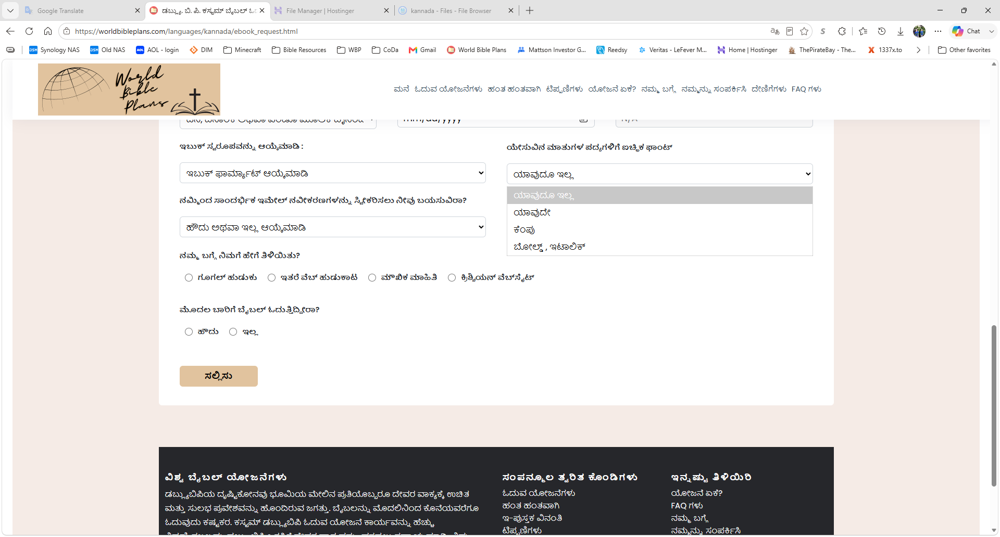 Google Translate
ಡಬ್ಲ್ಯು. ಬಿ. ಪಿ. ಕಸ್ಟಮ್ ಬೈಬಲ್ ಓದ
File Manager | Hostinger
kannada - Files - File Browser
https://worldbibleplans.com/languages/kannada/ebook_request.html
Chat
Synology NAS
Old NAS
AOL - login
DIM
Minecraft
Bible Resources
WBP
CoDa
Gmail
World Bible Plans
Mattson Investor G...
Reedsy
Veritas - LeFever M...
Home | Hostinger
ThePirateBay - The...
1337x.to
Other favorites
World
Bible
Plans
ಮನೆ ಓದುವ ಯೋಜನೆಗಳು ಹಂತ ಹಂತವಾಗಿ ಟಿಪ್ಪಣಿಗಳು ಯೋಜನೆ ಏಕೆ? ನಮ್ಮ ಬಗ್ಗೆ ನಮ್ಮನ್ನು ಸಂಪರ್ಕಿಸಿ ದೇಣಿಗೆಗಳು FAQ ಗಳು
mm/dd/yyyy
N/A
ಇಬುಕ್ ಸ್ವರೂಪವನ್ನು ಆಯ್ಕೆಮಾಡಿ :
ಯೇಸುವಿನ ಮಾತುಗಳ ಪದ್ಯಗಳಿಗೆ ಐಚ್ಛಿಕ ಫಾಂಟ್
ಇಬುಕ್ ಫಾರ್ಮ್ಯಾಟ್ ಆಯ್ಕೆಮಾಡಿ
ಯಾವುದೂ ಇಲ್ಲ
ಯಾವುದೂ ಇಲ್ಲ
ಯಾವುದೇ
ಕೆಂಪು
ಬೋಲ್ಡ್ , ಇಟಾಲಿಕ್
ನಮ್ಮಿಂದ ಸಾಂದರ್ಭಿಕ ಇಮೇಲ್ ನವೀಕರಣಗಳನ್ನು ಸ್ವೀಕರಿಸಲು ನೀವು ಬಯಸುವಿರಾ?
ಹೌದು ಅಥವಾ ಇಲ್ಲ ಆಯ್ಕೆಮಾಡಿ
ನಮ್ಮ ಬಗ್ಗೆ ನಿಮಗೆ ಹೇಗೆ ತಿಳಿಯಿತು?
ಗೂಗಲ್ ಹುಡುಕು ಇತರೆ ವೆಬ್ ಹುಡುಕಾಟ ಮೌಖಿಕ ಮಾಹಿತಿ ಕ್ರಿಶ್ಚಿಯನ್ ವೆಬ್‌ಸೈಟ್
ಮೊದಲ ಬಾರಿಗೆ ಬೈಬಲ್ ಓದುತ್ತಿದ್ದೀರಾ?
ಹೌದು ಇಲ್ಲ
ಸಲ್ಲಿಸು
ವಿಶ್ವ ಬೈಬಲ್ ಯೋಜನೆಗಳು
ಡಬ್ಲ್ಯುಬಿಪಿಯ ದೃಷ್ಟಿಕೋನವು ಭೂಮಿಯ ಮೇಲಿನ ಪ್ರತಿಯೊಬ್ಬರೂ ದೇವರ ವಾಕ್ಯಕ್ಕೆ ಉಚಿತ
ಮತ್ತು ಸುಲಭ ಪ್ರವೇಶವನ್ನು ಹೊಂದಿರುವ ಜಗತ್ತು. ಬೈಬಲನ್ನು ಮೊದಲಿನಿಂದ ಕೊನೆಯವರೆಗೂ
ಓದುವುದು ಕಷ್ಟಕರ. ಕಸ್ಟಮ್ ಡಬ್ಲ್ಯುಬಿಪಿ ಓದುವ ಯೋಜನೆ ಕಾರ್ಯವನ್ನು ಹೆಚ್ಚು
ಸಂಪನ್ಮೂಲ ತ್ವರಿತ ಕೊಂಡಿಗಳು
ಓದುವ ಯೋಜನೆಗಳು
ಹಂತ ಹಂತವಾಗಿ
ಇ-ಪುಸ್ತಕ ವಿನಂತಿ
ಟಿಪ್ಪಣಿಗಳು
ಇನ್ನಷ್ಟು ತಿಳಿಯಿರಿ
ಯೋಜನೆ ಏಕೆ?
FAQ ಗಳು
ನಮ್ಮ ಬಗ್ಗೆ
ನಮ್ಮನ್ನು ಸಂಪರ್ಕಿಸಿ